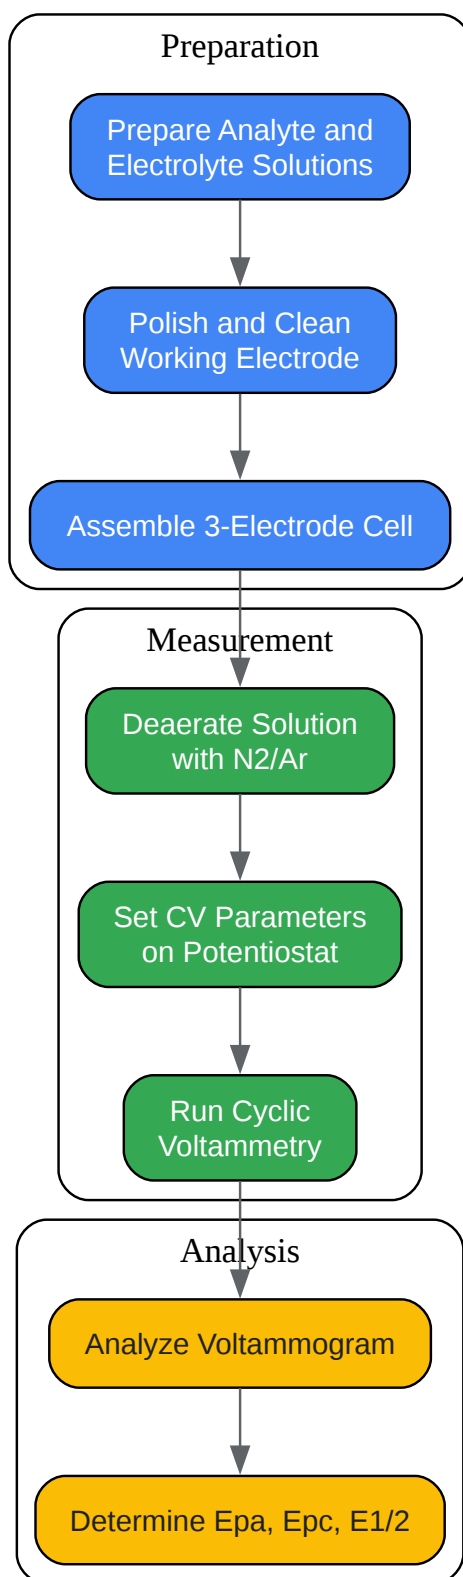 Preparation
Prepare Analyte and
Electrolyte Solutions
Polish and Clean
Working Electrode
Assemble 3-Electrode Cell
Measurement
Deaerate Solution
with N2/Ar
Set CV Parameters
on Potentiostat
Run Cyclic
Voltammetry
Analysis
Analyze Voltammogram
Determine Epa, Epc, E1/2